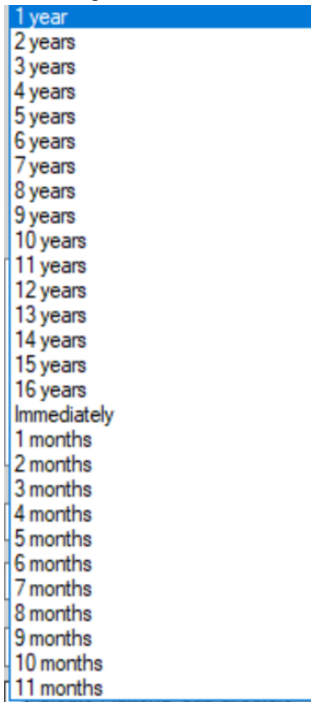 1 year
2 years
3 years
4 years
5 years
6 years
7 years
8 years
9 years
10 years
11 years
12 years
13 years
14 years
15 years
16 years
Immediately
1 months
2 months
3 months
4 months
5 months
6 months
7 months
8 months
9 months
10 months
11 months